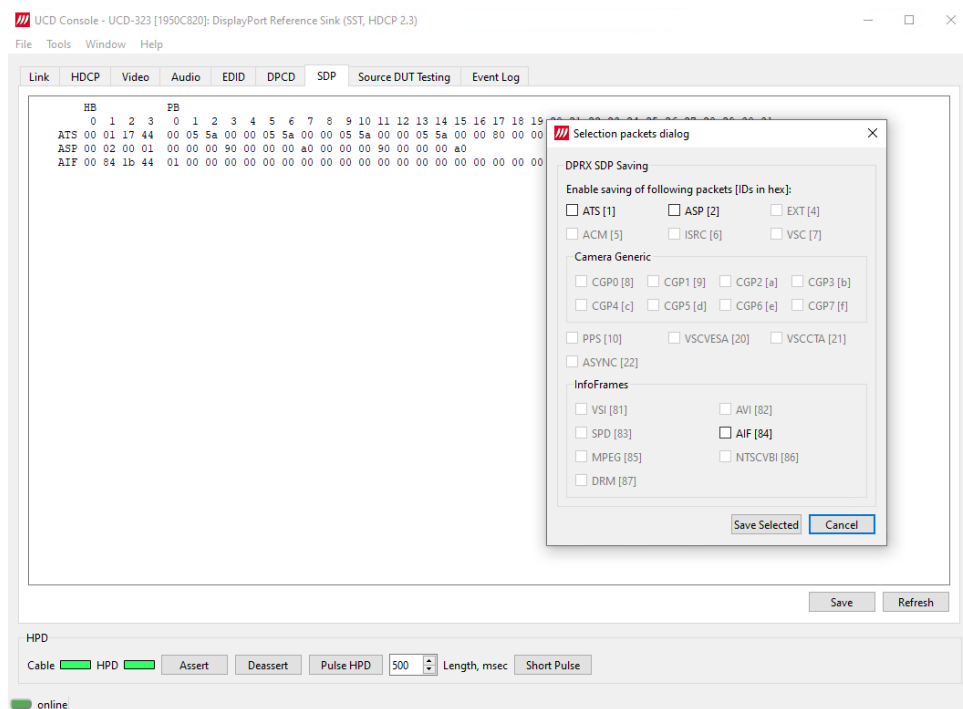 UCD Console - UCD-323 [1950C820]: DisplayPort Reference Sink (SST, HDCP 2.3)
File Tools Window Help
Link HDCP Video Audio EDID DPCD SDP Source DUT Testing Event Log
HB PB
0 1 2 3 0 1 2 3 4 5 6 7 8 9 10 11 12 13 14 15 16 17 18 19
ATS 00 01 17 44 00 05 5a 00 00 05 5a 00 00 05 5a 00 00 05 5a 00 00 80 00 00
ASP 00 02 00 01 00 00 00 90 00 00 00 a0 00 00 00 90 00 00 00 a0
AIF 00 84 1b 44 01 00 00 00 00 00 00 00 00 00 00 00 00 00 00 00 00 00 00 00
Selection packets dialog
DPRX SDP Saving
Enable saving of following packets [IDs in hex]:
ATS [1] ASP [2] EXT [4]
ACM [5] ISRC [6] VSC [7]
Camera Generic
CGP0 [8] CGP1 [9] CGP2 [a] CGP3 [b]
CGP4 [c] CGP5 [d] CGP6 [e] CGP7 [f]
PPS [10] VSCVESA [20] VSCCTA [21]
ASYNC [22]
InfoFrames
VSI [81] AVI [82]
SPD [83] AIF [84]
MPEG [85] NTSCVBI [86]
DRM [87]
Save Selected Cancel
Save Refresh
HPD
Cable HPD Assert Deassert Pulse HPD 500 Length, msec Short Pulse
online